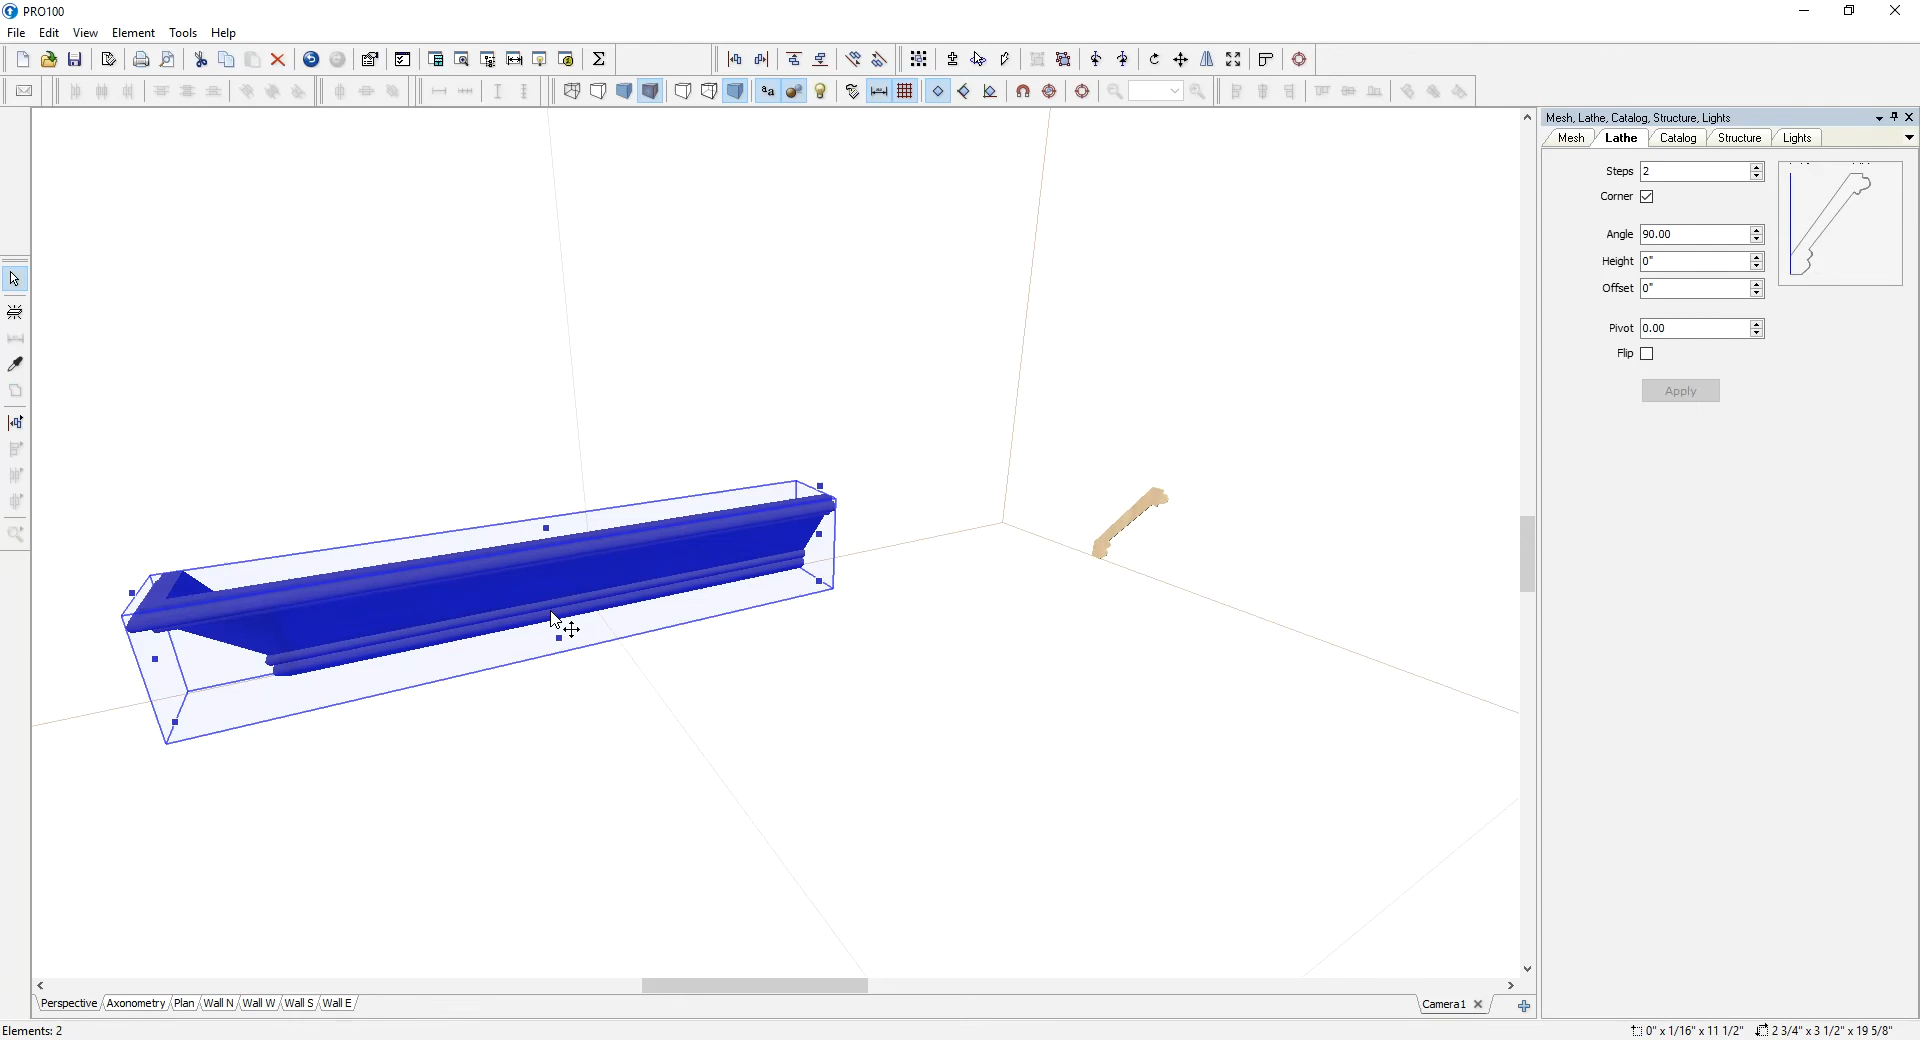 PRO100
File Edit View Element Tools Help
aa
Mesh, Lathe, Catalog, Structure, Lights
Mesh Lathe Catalog Structure Lights
Steps 2
Corner
Angle 90.00
Height 0"
Offset 0"
Pivot 0.00
Flip
Apply
Perspective Axonometry Plan Wall N Wall W Wall S Wall E
Camera1
Elements: 2
0" x 1/16" x 11 1/2" 2 3/4" x 3 1/2" x 19 5/8"